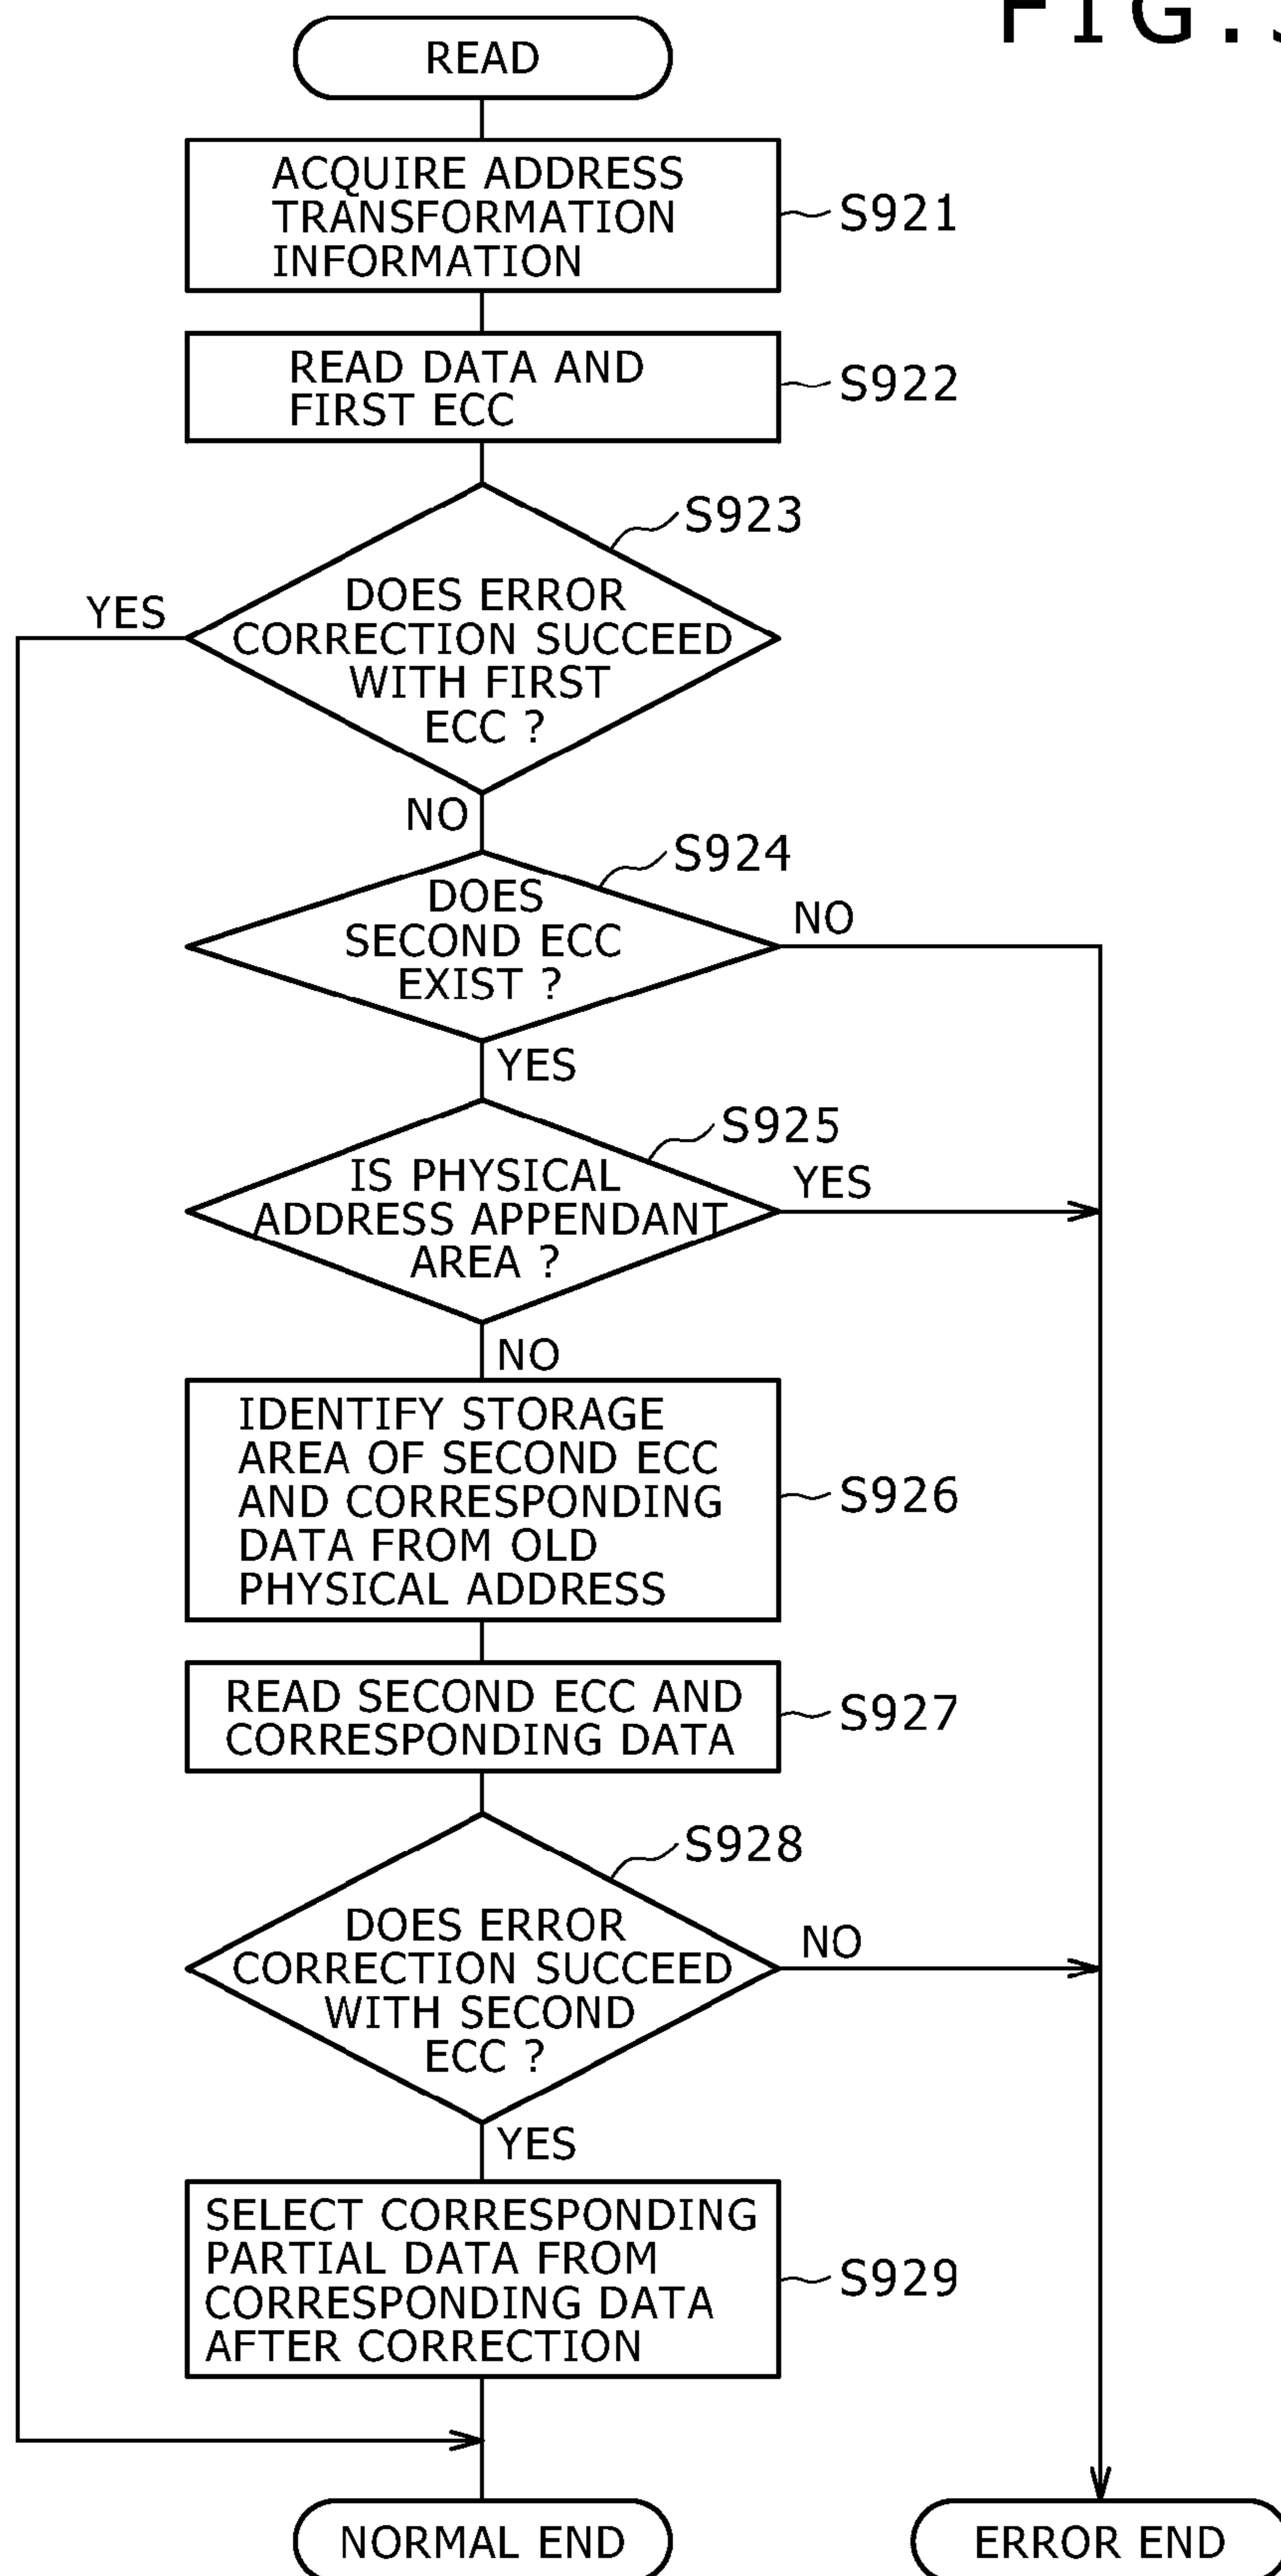 FIG.
READ
ACQUIRE ADDRESS
TRANSFORMATION
INFORMATION
S921
READ DATA AND
FIRST ECC
S922
S923
DOES ERROR
CORRECTION SUCCEED
WITH FIRST
ECC ?
YES
NO
S924
DOES
SECOND ECC
EXIST ?
NO
YES
S925
IS PHYSICAL
ADDRESS APPENDANT
AREA ?
YES
NO
IDENTIFY STORAGE
AREA OF SECOND ECC
AND CORRESPONDING
DATA FROM OLD
PHYSICAL ADDRESS
S926
READ SECOND ECC AND
CORRESPONDING DATA
S927
S928
DOES ERROR
CORRECTION SUCCEED
WITH SECOND
ECC ?
NO
YES
SELECT CORRESPONDING
PARTIAL DATA FROM
CORRESPONDING DATA
AFTER CORRECTION
S929
NORMAL END
ERROR END